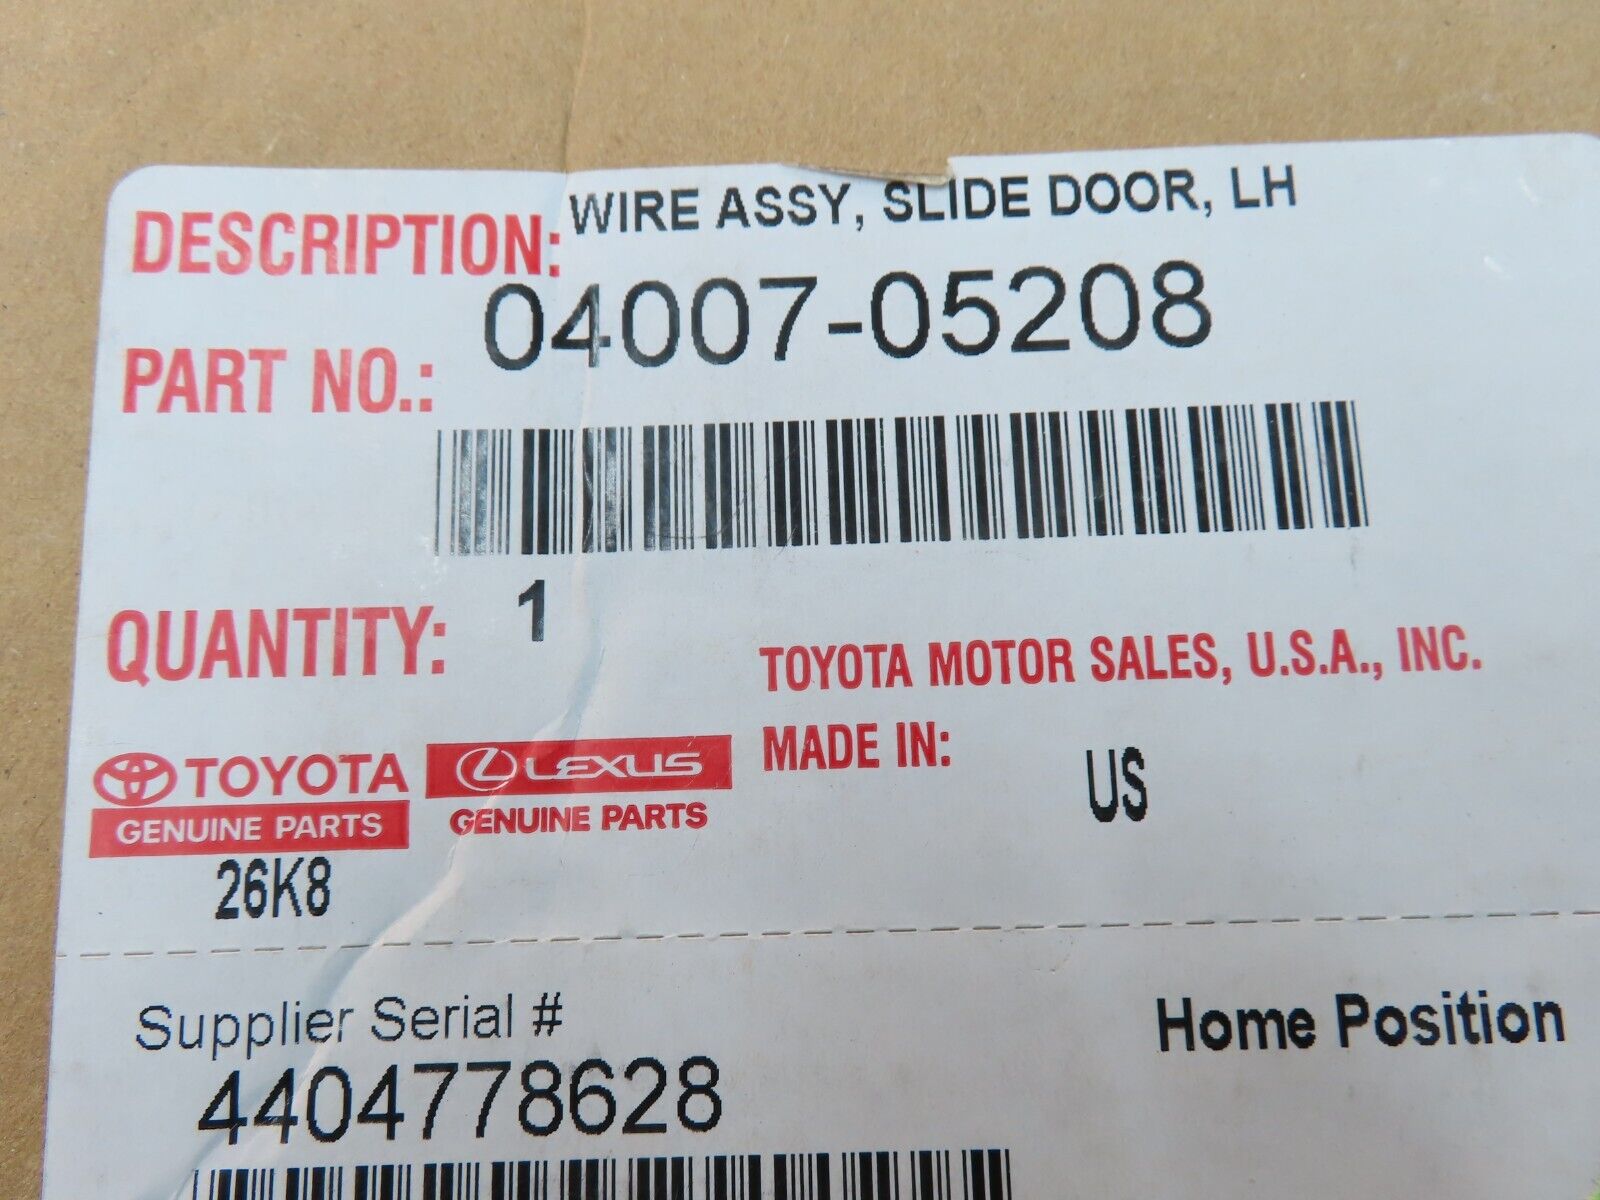 DESCRIPTION: WIRE ASSY, SLIDE DOOR, LH
PART NO.: 04007-05208
QUANTITY: 1
TOYOTA MOTOR SALES, U.S.A., INC.
MADE IN: US
TOYOTA
GENUINE PARTS
LEXUS
GENUINE PARTS
26K8
Supplier Serial #
4404778628
Home Position